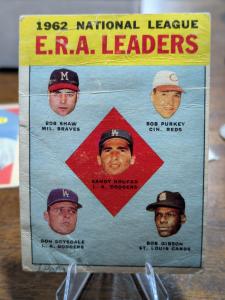 1962 NATIONAL LEAGUE
E.R.A. LEADERS
BOB SHAW
MIL. BRAVES
BOB PURKEY
CIN. REDS
SANDY KOUFAX
L. A. DODGERS
DON DRYSDALE
L. A. DODGERS
BOB GIBSON
ST. LOUIS CARDS